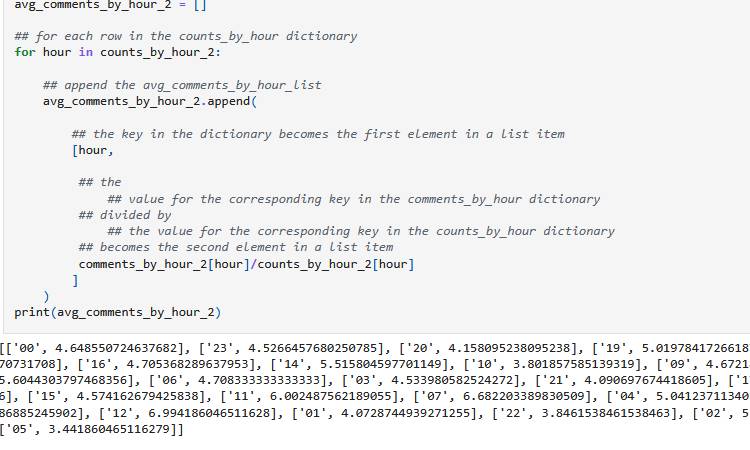 avg_comments_by_hour_2 = []
## for each row in the counts_by_hour dictionary
for hour in counts_by_hour_2:
## append the avg_comments_by_hour_list
avg_comments_by_hour_2.append(
## the key in the dictionary becomes the first element in a list item
[hour,
## the
## value for the corresponding key in the comments_by_hour dictionary
## divided by
## the value for the corresponding key in the counts_by_hour dictionary
## becomes the second element in a list item
comments_by_hour_2[hour]/counts_by_hour_2[hour]
]
)
print(avg_comments_by_hour_2)
[['00', 4.648550724637682], ['23', 4.5266457680250785], ['20', 4.158095238095238], ['19', 5.01978417266187
70731708], ['16', 4.705368289637953], ['14', 5.515804597701149], ['10', 3.801857585139319], ['09', 4.6721
5.6044303797468356], ['06', 4.708333333333333], ['03', 4.533980582524272], ['21', 4.090697674418605], ['1
6], ['15', 4.574162679425838], ['11', 6.002487562189055], ['07', 6.682203389830509], ['04', 5.04123711340
86885245902], ['12', 6.994186046511628], ['01', 4.0728744939271255], ['22', 3.8461538461538463], ['02', 5
['05', 3.441860465116279]]